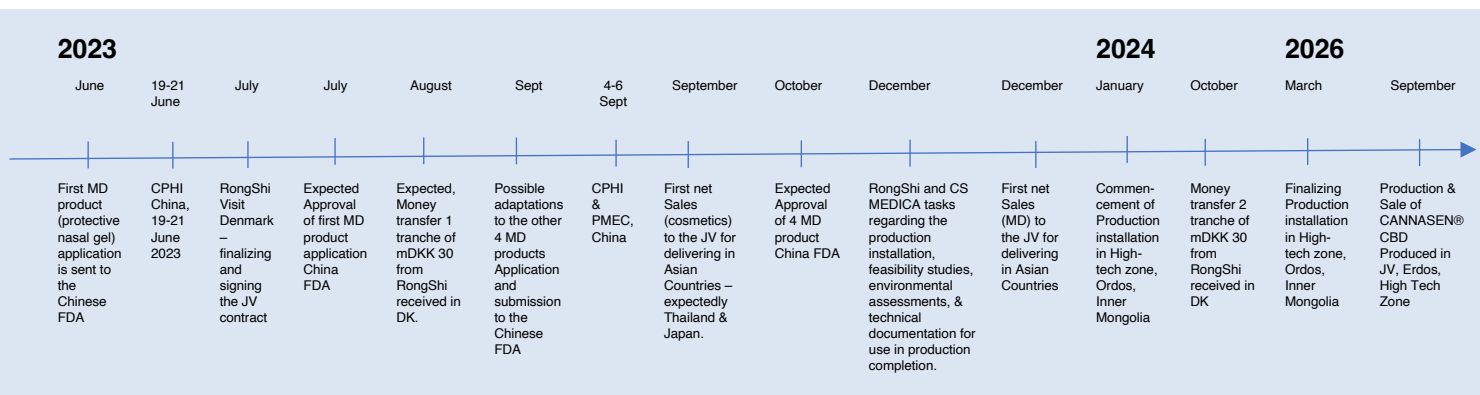 2023
2024
2026
June
19-21
June
July
July
August
Sept
4-6
Sept
September
October
December
December
January
October
March
September
First MD
product
(protective
nasal gel)
application
is sent to
the
Chinese
FDA
CPHI
China,
19-21
June
2023
RongShi
Visit
Denmark
–
finalizing
and
signing
the JV
contract
Expected
Approval
of first MD
product
application
China
FDA
Expected,
Money
transfer 1
tranche of
mDKK 30
from
RongShi
received in
DK.
Possible
adaptations
to the other
4 MD
products
Application
and
submission
to the
Chinese
FDA
CPHI
&
PMEC,
China
First net
Sales
(cosmetics)
to the JV for
delivering in
Asian
Countries –
expectedly
Thailand &
Japan.
Expected
Approval
of 4 MD
product
China FDA
RongShi and CS
MEDICA tasks
regarding the
production
installation,
feasibility studies,
environmental
assessments, &
technical
documentation for
use in production
completion.
First net
Sales
(MD) to
the JV for
delivering
in Asian
Countries
Commen-
cement of
Production
installation
in High-
tech zone,
Ordos,
Inner
Mongolia
Money
transfer 2
tranche of
mDKK 30
from
RongShi
received in
DK
Finalizing
Production
installation
in High-
tech zone,
Ordos,
Inner
Mongolia
Production &
Sale of
CANNASEN®
CBD
Produced in
JV, Erdos,
High Tech
Zone